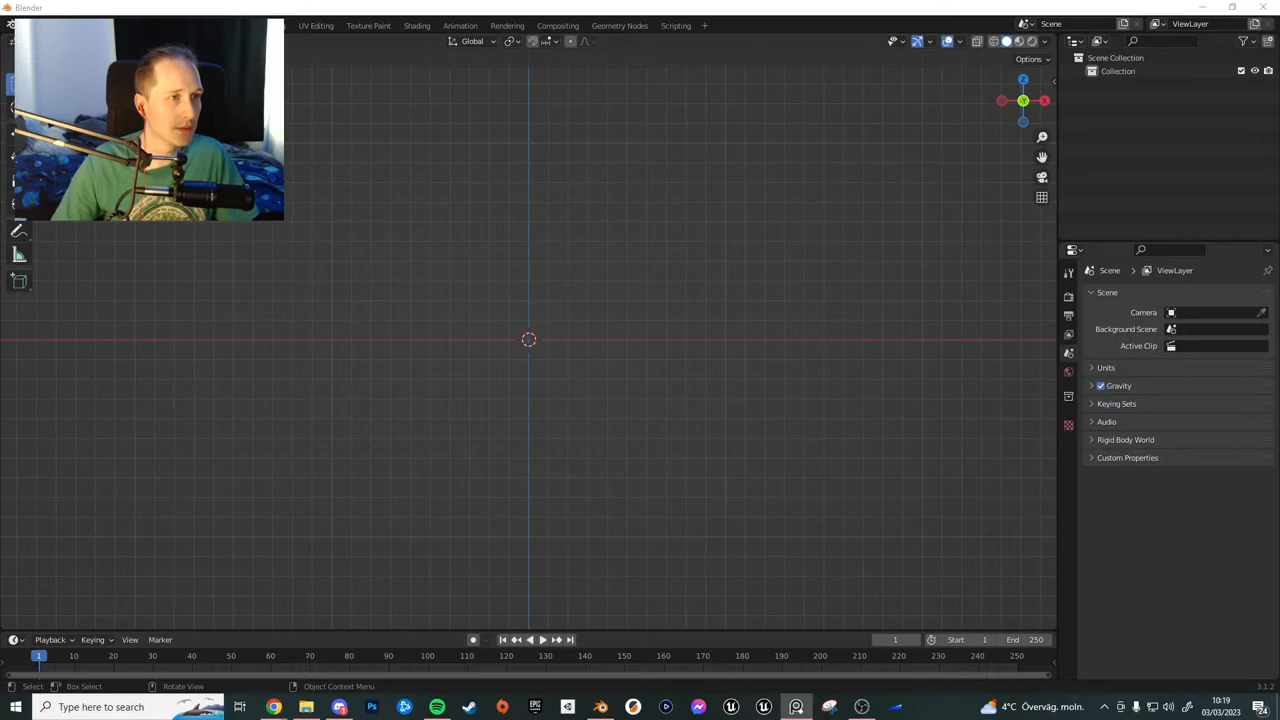 Blender
UV Editing Texture Paint Shading Animation Rendering Compositing Geometry Nodes Scripting + Scene ViewLayer
Global
Options
Scene Collection
Collection
Z
Y
X
Scene > ViewLayer
Scene
Camera
Background Scene
Active Clip
Units
Gravity
Keying Sets
Audio
Rigid Body World
Custom Properties
Playback Keying View Marker 1 Start 1 End 250
1 10 20 30 40 50 60 70 80 90 100 110 120 130 140 150 160 170 180 190 200 210 220 230 240 250
Select Box Select Rotate View Object Context Menu 3.1.2
Type here to search
4°C Överväg. moln.
10:19
03/03/2023
24